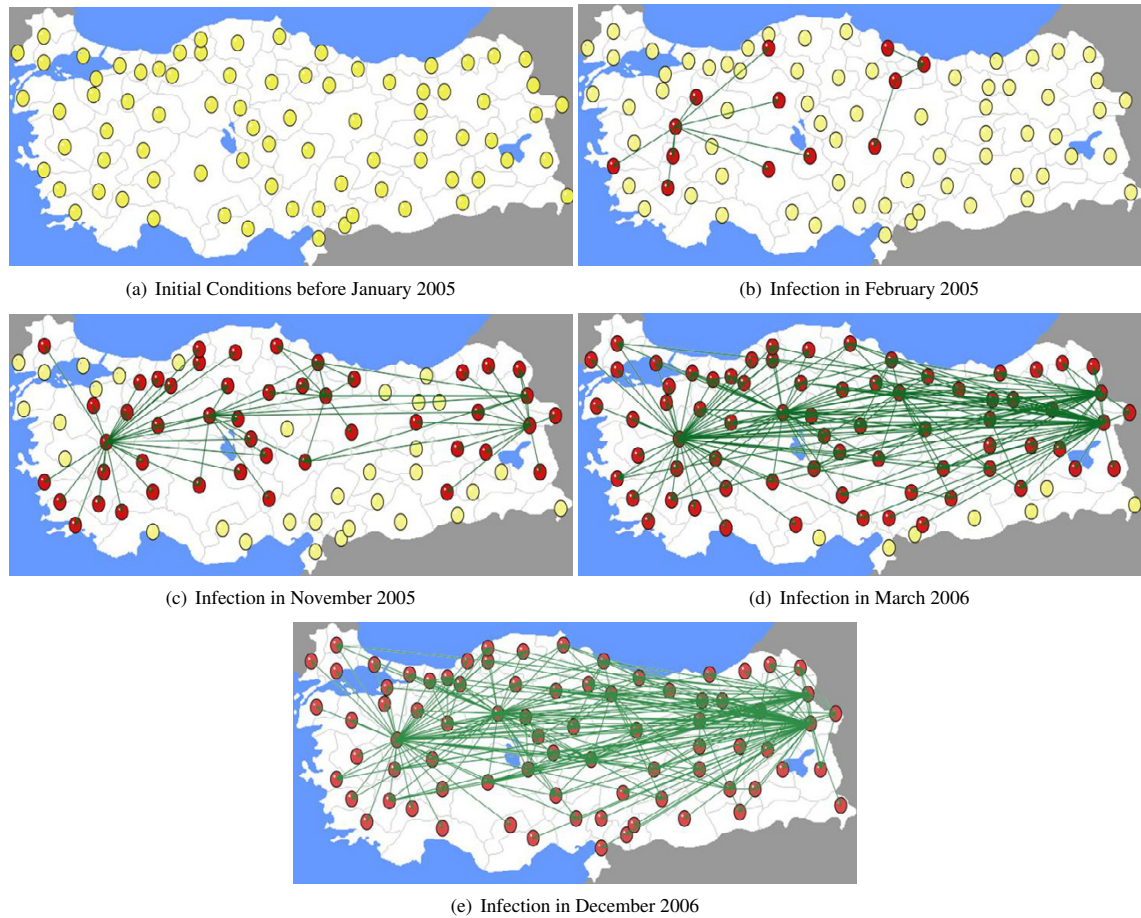 (a) Initial Conditions before January 2005
(b) Infection in February 2005
(c) Infection in November 2005
(d) Infection in March 2006
(e) Infection in December 2006